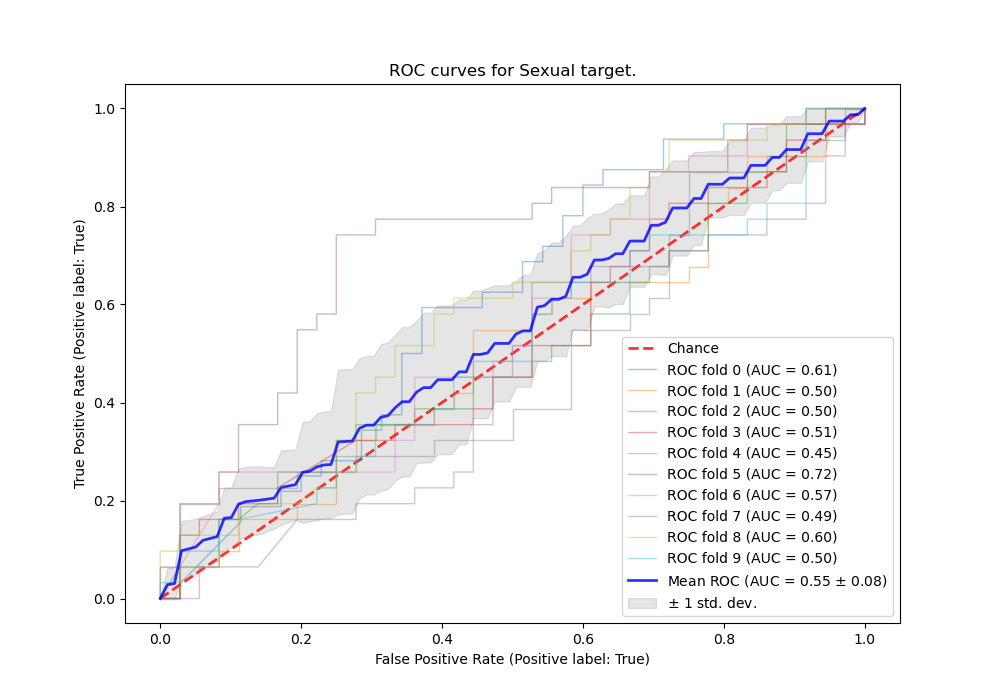 ROC curves for Sexual target.
True Positive Rate (Positive label: True)
1.0
0.8
0.6
0.4
0.2
0.0
0.0 0.2 0.4 0.6 0.8 1.0
False Positive Rate (Positive label: True)
Chance
ROC fold 0 (AUC = 0.61)
ROC fold 1 (AUC = 0.50)
ROC fold 2 (AUC = 0.50)
ROC fold 3 (AUC = 0.51)
ROC fold 4 (AUC = 0.45)
ROC fold 5 (AUC = 0.72)
ROC fold 6 (AUC = 0.57)
ROC fold 7 (AUC = 0.49)
ROC fold 8 (AUC = 0.60)
ROC fold 9 (AUC = 0.50)
Mean ROC (AUC = 0.55 ± 0.08)
± 1 std. dev.